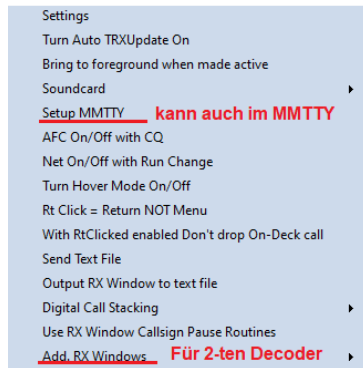 Settings
Turn Auto TRXUpdate On
Bring to foreground when made active
Soundcard
Setup MMTTY kann auch im MMTTY
AFC On/Off with CQ
Net On/Off with Run Change
Turn Hover Mode On/Off
Rt Click = Return NOT Menu
With RtClicked enabled Don't drop On-Deck call
Send Text File
Output RX Window to text file
Digital Call Stacking
Use RX Window Callsign Pause Routines
Add. RX Windows Für 2-ten Decoder